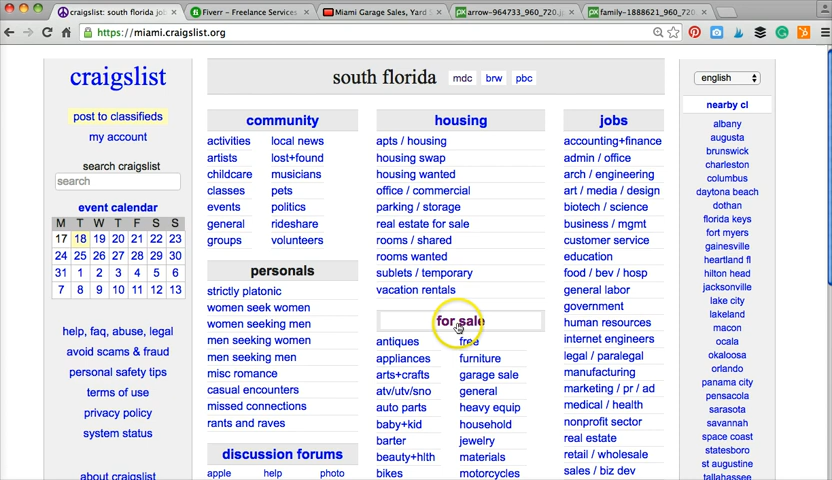 craigslist: south florida jo
Fiverr - Freelance Services
Miami Garage Sales, Yard S
arrow-964733_960_720.j
family-1888621_960_720.
https://miami.craigslist.org
craigslist
post to classifieds
my account
search craigslist
search
event calendar
M T W T F S S
17 18 19 20 21 22 23
24 25 26 27 28 29 30
31 1 2 3 4 5 6
7 8 9 10 11 12 13
help, faq, abuse, legal
avoid scams & fraud
personal safety tips
terms of use
privacy policy
system status
about craigslist
south florida mdc brw pbc
community
activities local news
artists lost+found
childcare musicians
classes pets
events politics
general rideshare
groups volunteers
personals
strictly platonic
women seek women
women seeking men
men seeking women
men seeking men
misc romance
casual encounters
missed connections
rants and raves
discussion forums
apple help photo
housing
apts / housing
housing swap
housing wanted
office / commercial
parking / storage
real estate for sale
rooms / shared
rooms wanted
sublets / temporary
vacation rentals
for sale
antiques free
appliances furniture
arts+crafts garage sale
atv/utv/sno general
auto parts heavy equip
baby+kid household
barter jewelry
beauty+hlth materials
bikes motorcycles
jobs
accounting+finance
admin / office
arch / engineering
art / media / design
biotech / science
business / mgmt
customer service
education
food / bev / hosp
general labor
government
human resources
internet engineers
legal / paralegal
manufacturing
marketing / pr / ad
medical / health
nonprofit sector
real estate
retail / wholesale
sales / biz dev
english
nearby cl
albany
augusta
brunswick
charleston
columbus
daytona beach
dothan
florida keys
fort myers
gainesville
heartland fl
hilton head
jacksonville
lake city
lakeland
macon
ocala
okaloosa
orlando
panama city
pensacola
sarasota
savannah
space coast
statesboro
st augustine
tallahassee